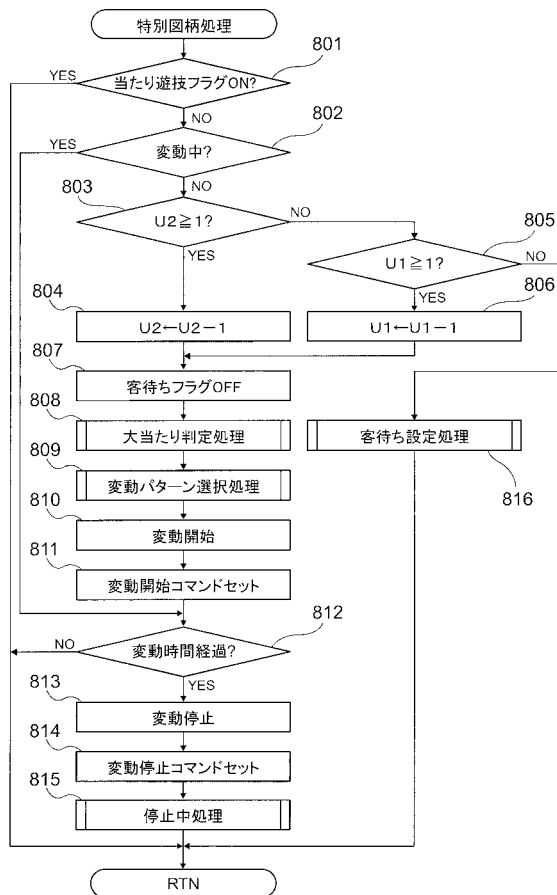 特別図柄処理
801
YES
当たり遊技フラグON?
NO
802
YES
変動中?
803
NO
U2≧1?
NO
805
YES
U1≧1?
NO
804
YES
806
U2←U2-1
U1←U1-1
807
客待ちフラグOFF
808
大当たり判定処理
客待ち設定処理
809
816
変動パターン選択処理
810
変動開始
811
変動開始コマンドセット
812
NO
変動時間経過?
813
YES
変動停止
814
変動停止コマンドセット
815
停止中処理
RTN